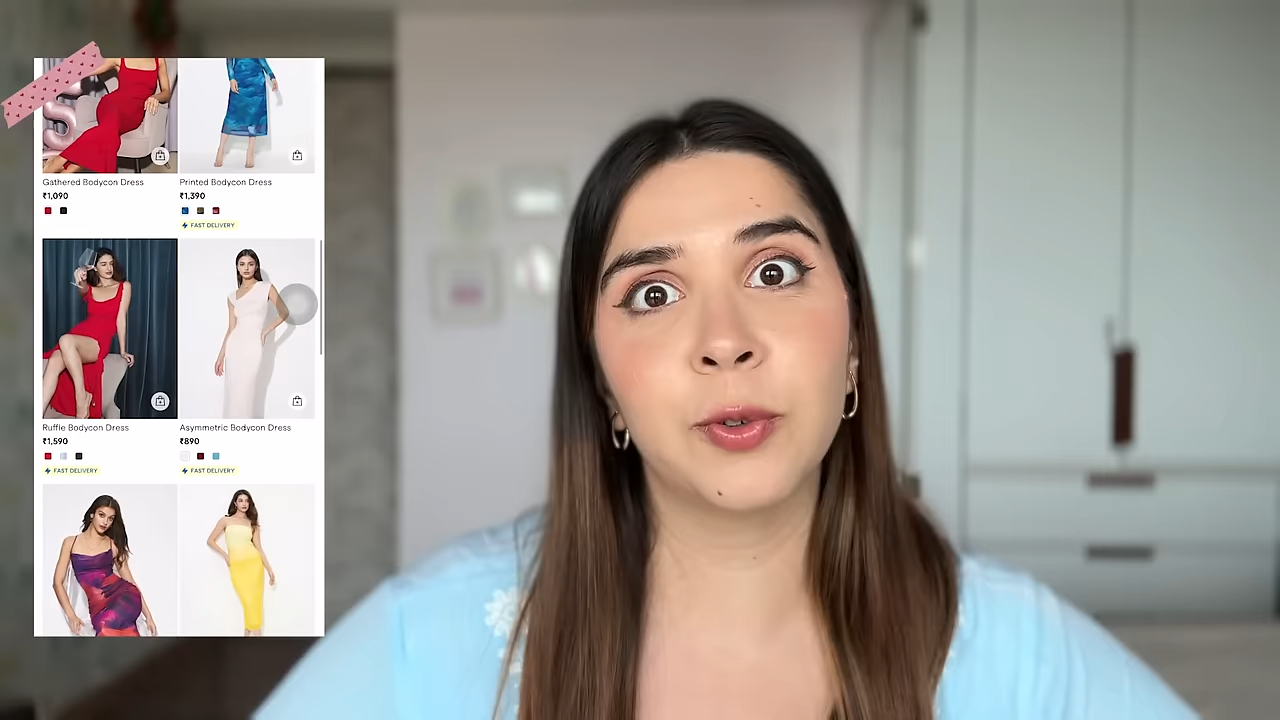 Gathered Bodycon Dress
₹1,090
Printed Bodycon Dress
₹1,390
FAST DELIVERY
Ruffle Bodycon Dress
₹1,590
FAST DELIVERY
Asymmetric Bodycon Dress
₹890
FAST DELIVERY